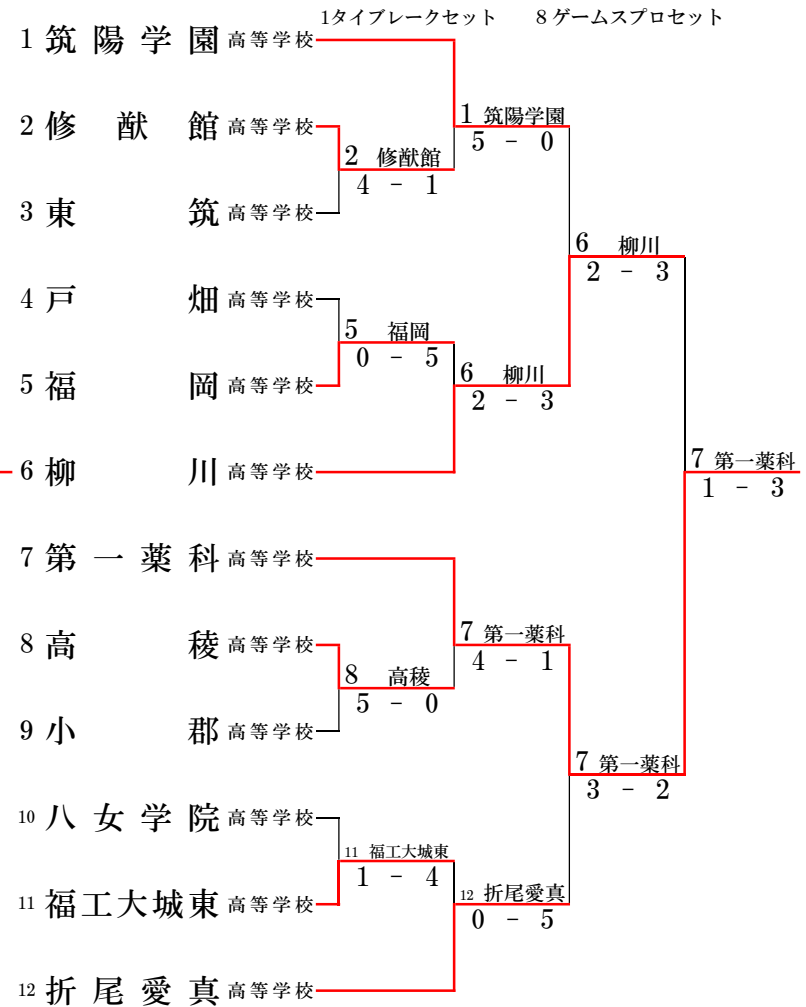 1タイブレークセット 8ゲームスプロセット
1 筑陽学園 高等学校
1 筑陽学園
5 - 0
2 修猷館 高等学校
2 修猷館
4 - 1
3 東筑 高等学校
6 柳川
2 - 3
4 戸畑 高等学校
5 福岡
0 - 5
5 福岡 高等学校
6 柳川
2 - 3
6 柳川 高等学校
7 第一薬科
1 - 3
7 第一薬科 高等学校
7 第一薬科
4 - 1
8 高稜 高等学校
8 高稜
5 - 0
9 小郡 高等学校
7 第一薬科
3 - 2
10 八女学院 高等学校
11 福工大城東
1 - 4
11 福工大城東 高等学校
12 折尾愛真
0 - 5
12 折尾愛真 高等学校